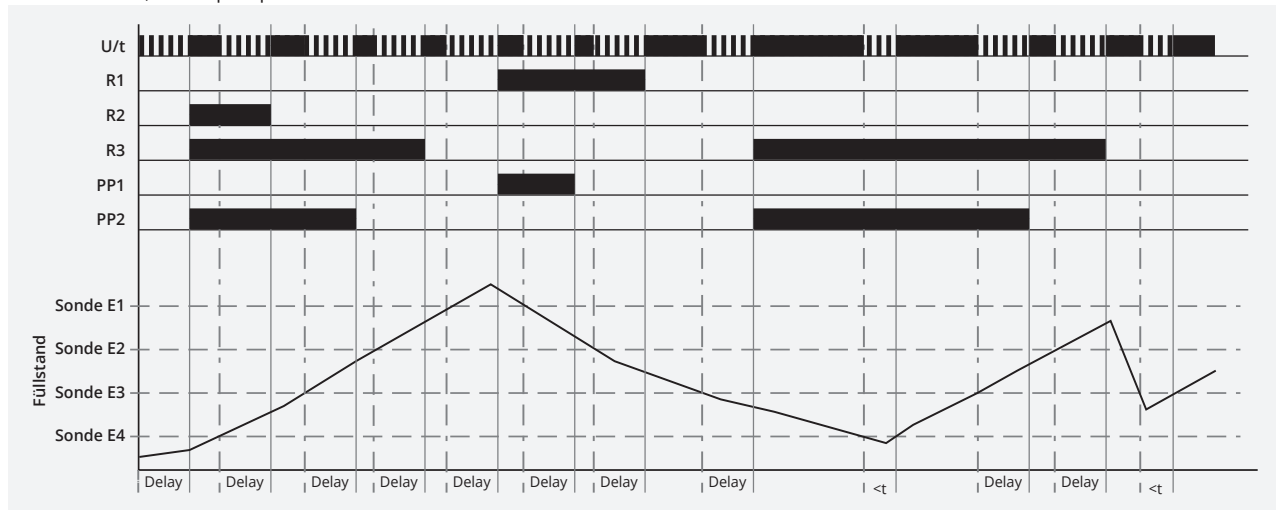 U/t
R1
R2
R3
PP1
PP2
Füllstand
Sonde E1
Sonde E2
Sonde E3
Sonde E4
Delay Delay Delay Delay Delay Delay Delay Delay <t Delay Delay <t